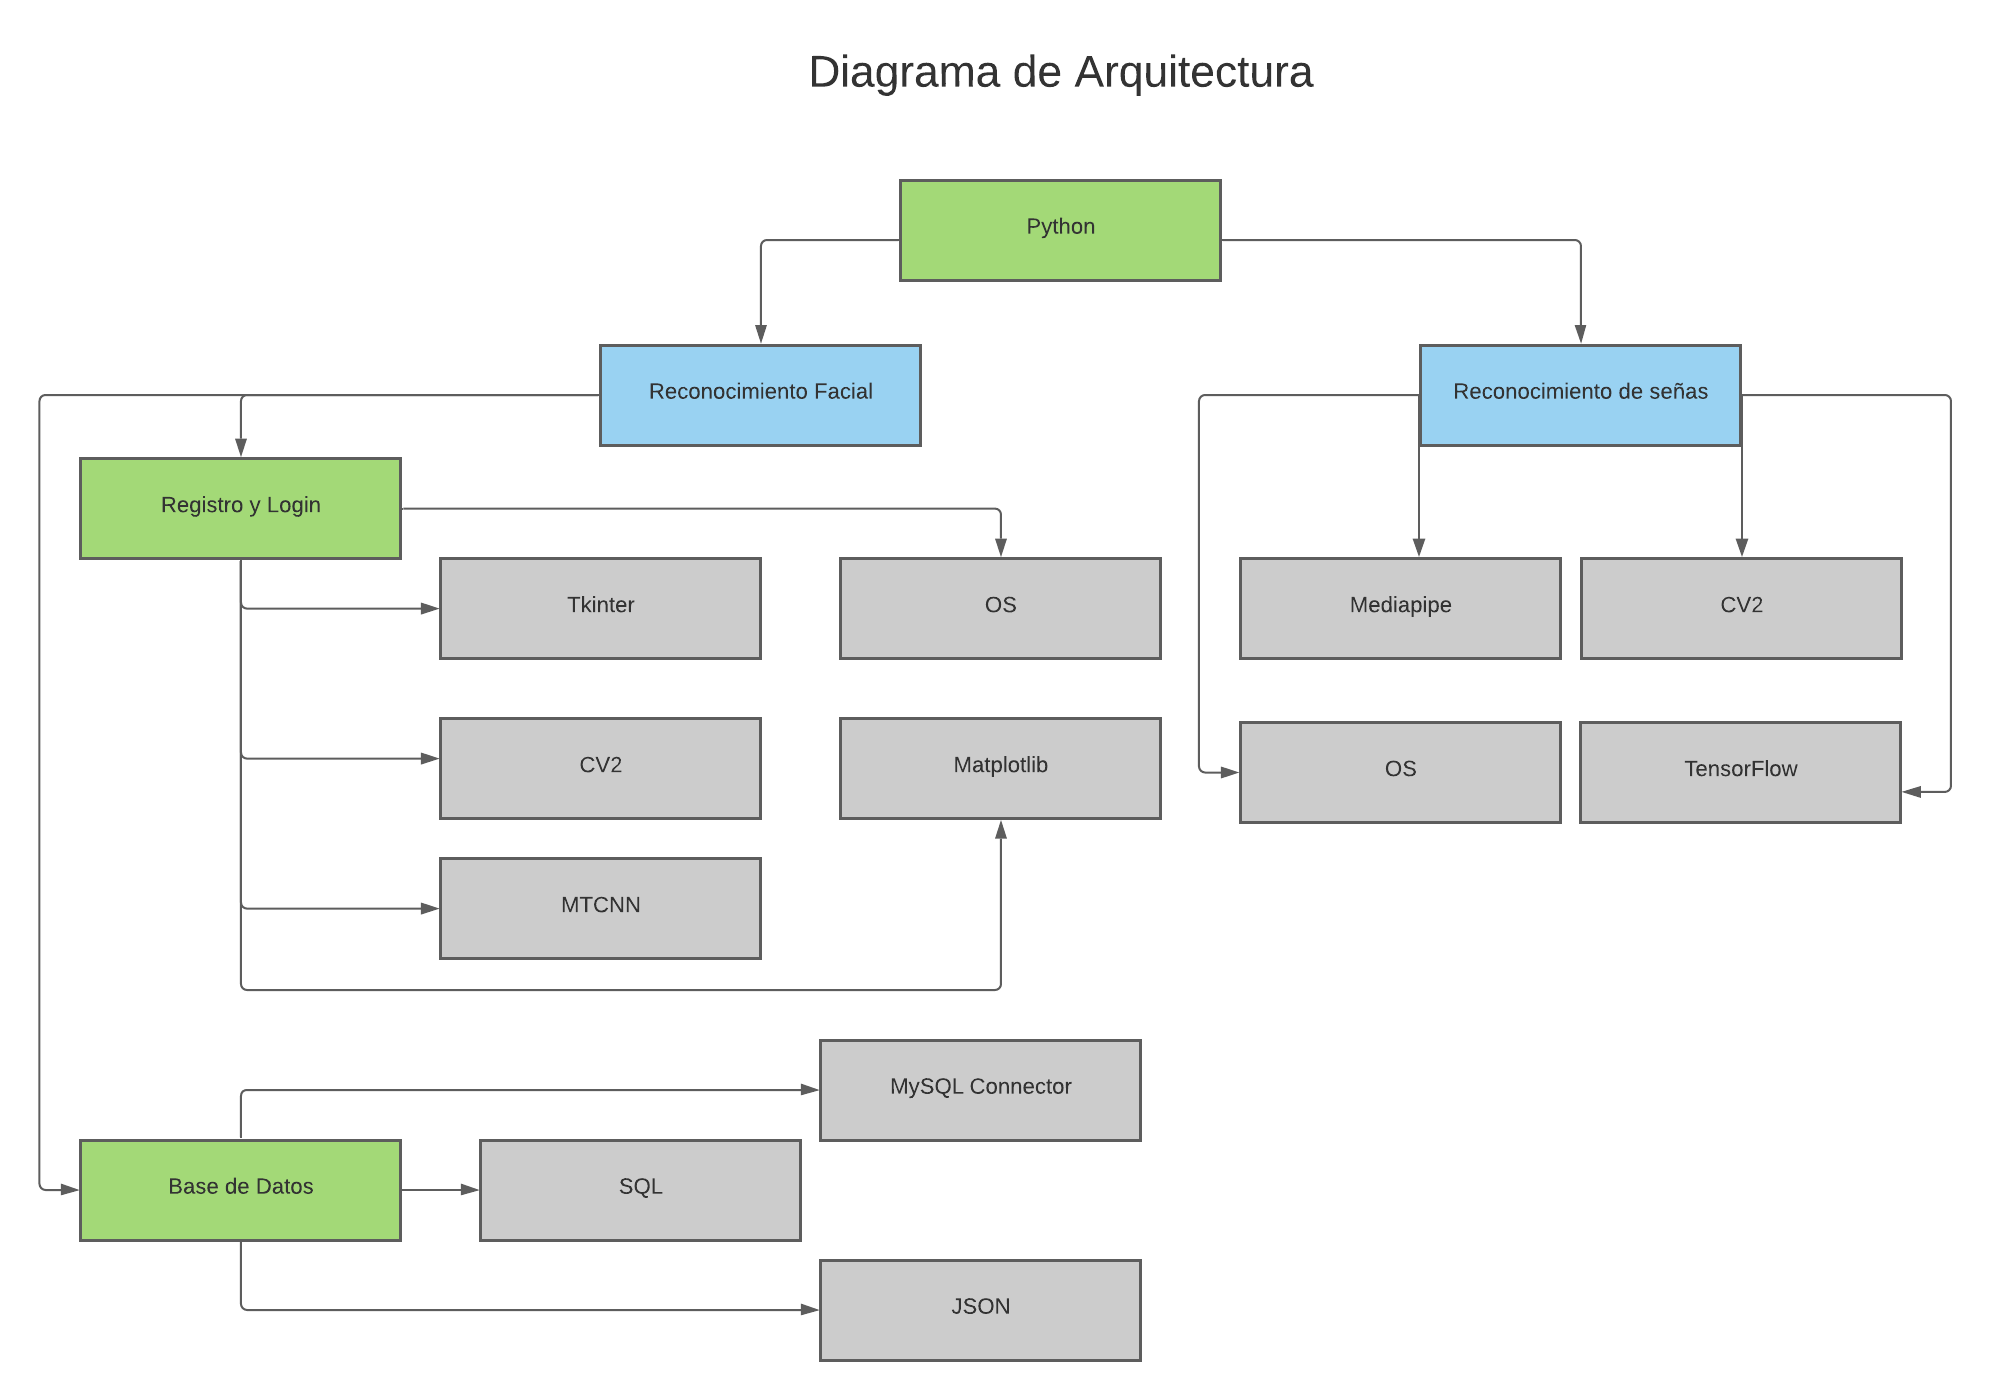 Diagrama de Arquitectura
Python
Reconocimiento Facial
Reconocimiento de señas
Registro y Login
Tkinter
OS
Mediapipe
CV2
CV2
Matplotlib
OS
TensorFlow
MTCNN
MySQL Connector
Base de Datos
SQL
JSON